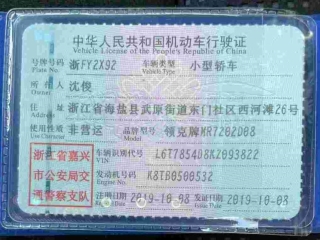 中华人民共和国机动车行驶证
Vehicle License of the People's Republic of China
号牌号码 浙FY2X92 车辆类型 小型轿车
Plate No. Vehicle Type
所有人 沈俊
Owner
住址 浙江省海盐县武原街道东门社区西河滩26号
Address
使用性质 非营运 品牌型号 领克牌MR7202D08
Use Character Model
浙江省嘉兴市公安局交通警察支队
车辆识别代号 L6T7854D8KZ093822
VIN
发动机号码 K8T60500532
Engine No.
注册日期 2019-10-08 发证日期 2019-10-08
Register Date Issue Date